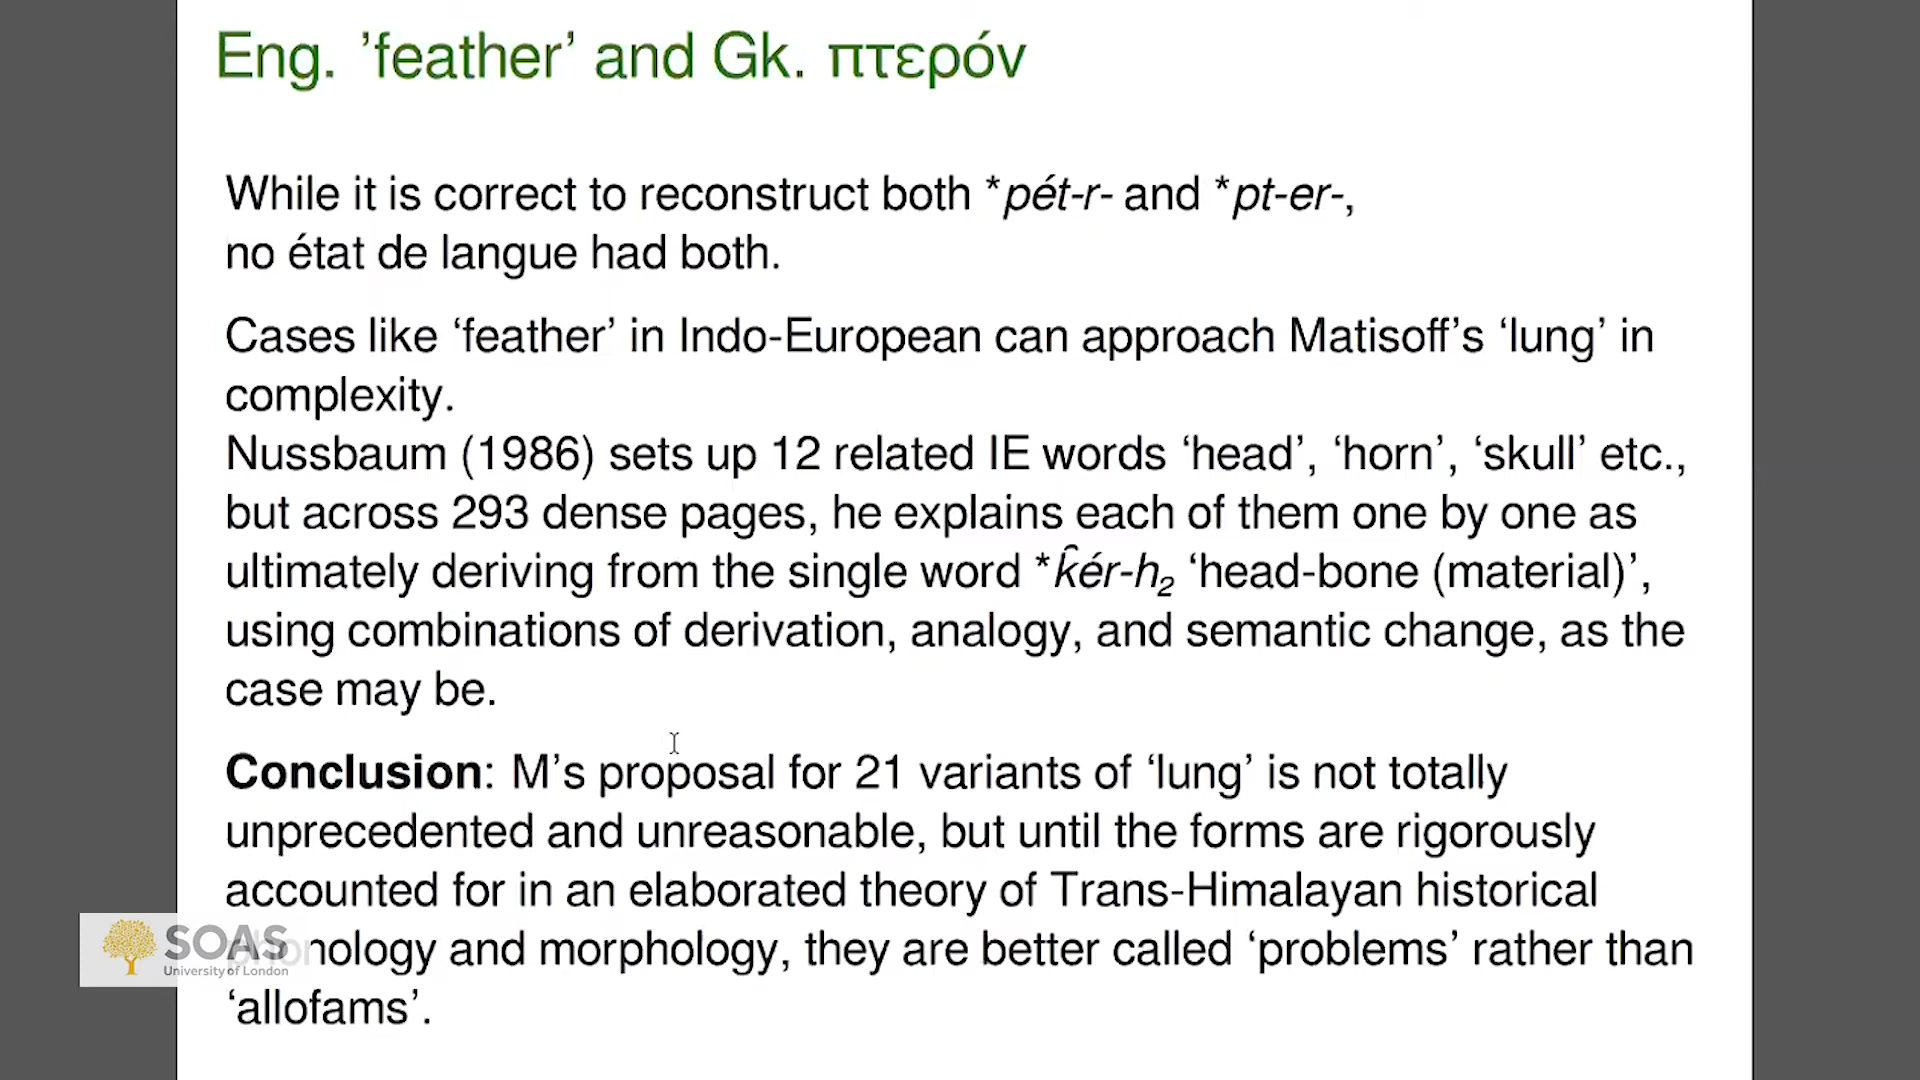 Eng. ’feather’ and Gk. πτερόν
While it is correct to reconstruct both *pét-r- and *pt-er-,
no état de langue had both.
Cases like ‘feather’ in Indo-European can approach Matisoff’s ‘lung’ in
complexity.
Nussbaum (1986) sets up 12 related IE words ‘head’, ‘horn’, ‘skull’ etc.,
but across 293 dense pages, he explains each of them one by one as
ultimately deriving from the single word *k̑ér-h₂ ‘head-bone (material)’,
using combinations of derivation, analogy, and semantic change, as the
case may be.
Conclusion: M’s proposal for 21 variants of ‘lung’ is not totally
unprecedented and unreasonable, but until the forms are rigorously
accounted for in an elaborated theory of Trans-Himalayan historical
phonology and morphology, they are better called ‘problems’ rather than
‘allofams’.
SOAS
University of London